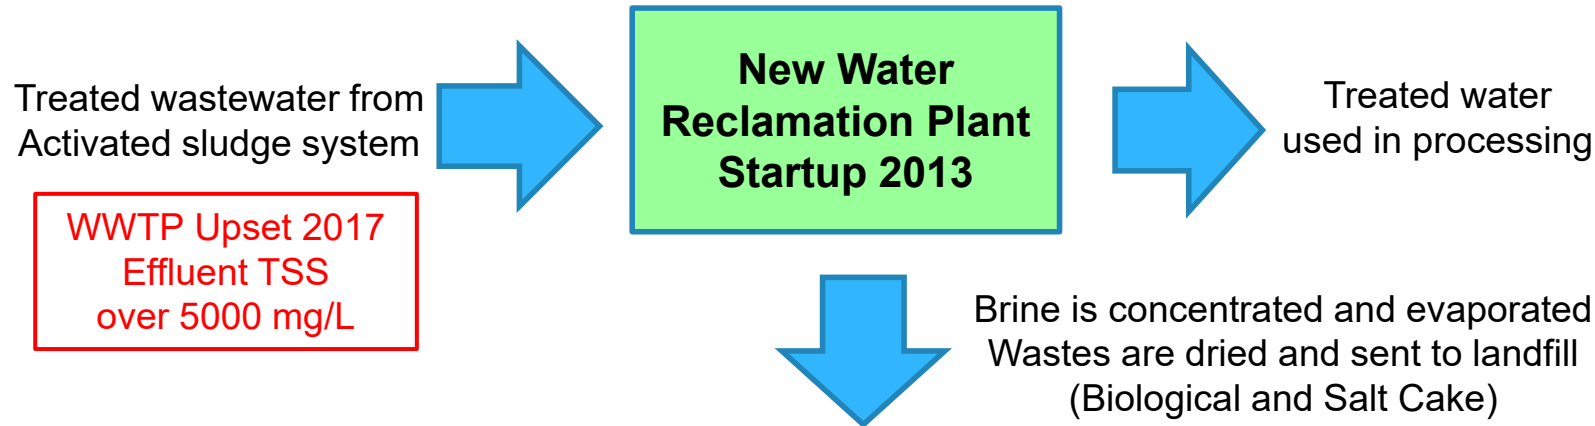 Treated wastewater from
Activated sludge system
WWTP Upset 2017
Effluent TSS
over 5000 mg/L
New Water
Reclamation Plant
Startup 2013
Treated water
used in processing
Brine is concentrated and evaporated
Wastes are dried and sent to landfill
(Biological and Salt Cake)